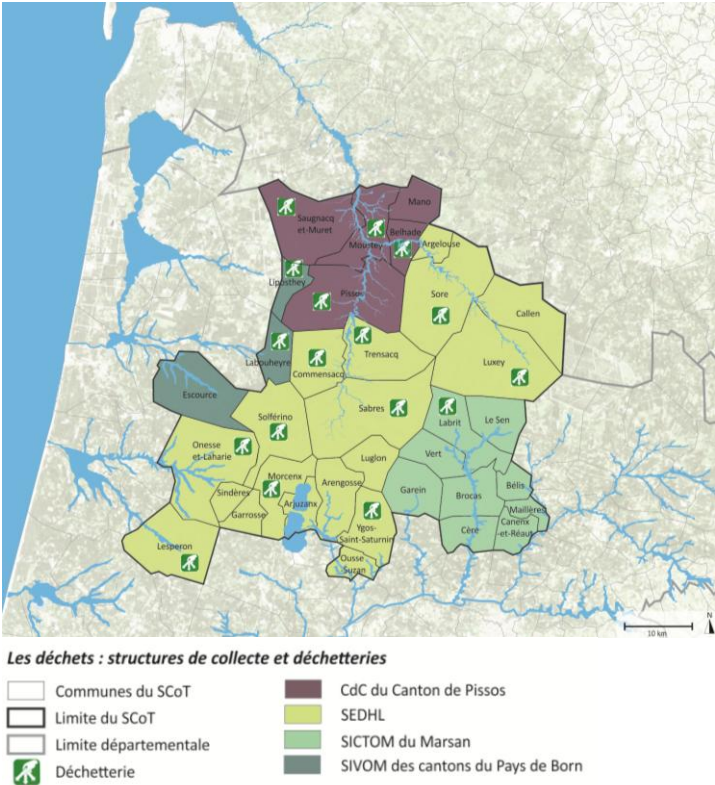 Mano
Saugnacq
et-Muret
Moustey
Belhade
Argelouse
Liposthey
Pissos
Sore
Callen
Labouheyre
Commensacq
Trensacq
Luxey
Escource
Solférino
Sabres
Labrit
Le Sen
Onesse
et-Laharie
Luglon
Vert
Morcenx
Arengosse
Garein
Brocas
Bélis
Sindères
Garrosse
Arjuzanx
Maillères
Canenx
et-Réaut
Cère
Ygos-
Saint-Saturnin
Lesperon
Ousse
Suzan
N
10 km
Les déchets : structures de collecte et déchetteries
Communes du SCoT
Limite du SCoT
Limite départementale
Déchetterie
CdC du Canton de Pissos
SEDHL
SICTOM du Marsan
SIVOM des cantons du Pays de Born